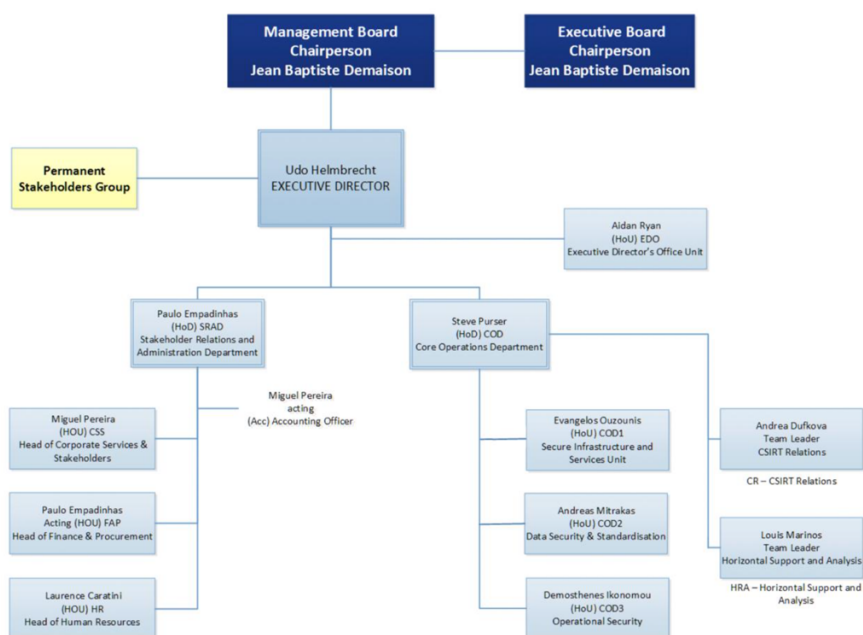 Management Board
Chairperson
Jean Baptiste Demaison
Executive Board
Chairperson
Jean Baptiste Demaison
Permanent
Stakeholders Group
Udo Helmbrecht
EXECUTIVE DIRECTOR
Aidan Ryan
(HoU) EDO
Executive Director's Office Unit
Paulo Empadinhas
(HoD) SRAD
Stakeholder Relations and
Administration Department
Steve Purser
(HoD) COD
Core Operations Department
Miguel Pereira
acting
(Acc) Accounting Officer
Miguel Pereira
(HOU) CSS
Head of Corporate Services &
Stakeholders
Evangelos Ouzounis
(HoU) COD1
Secure Infrastructure and
Services Unit
Andrea Dufkova
Team Leader
CSIRT Relations
CR – CSIRT Relations
Paulo Empadinhas
Acting (HOU) FAP
Head of Finance & Procurement
Andreas Mitrakas
(HoU) COD2
Data Security & Standardisation
Louis Marinos
Team Leader
Horizontal Support and Analysis
HRA – Horizontal Support and
Analysis
Laurence Caratini
(HOU) HR
Head of Human Resources
Demosthenes Ikonomou
(HoU) COD3
Operational Security